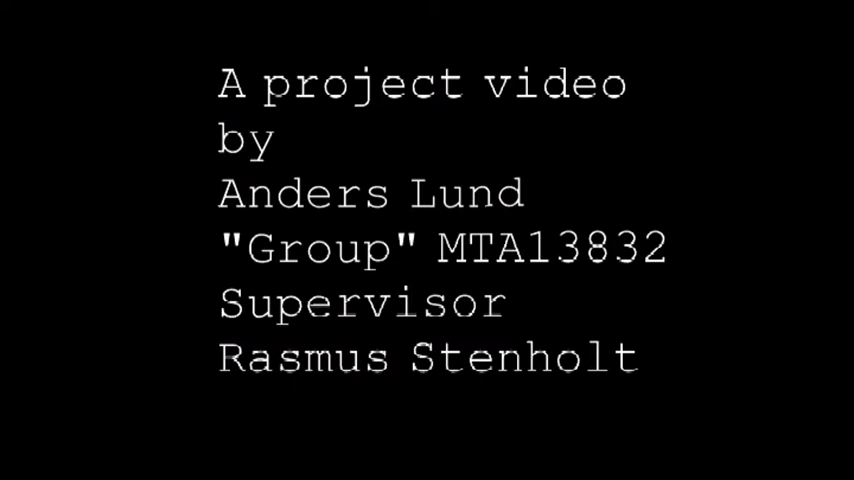 A project video
by
Anders Lund
"Group" MTA13832
Supervisor
Rasmus Stenholt